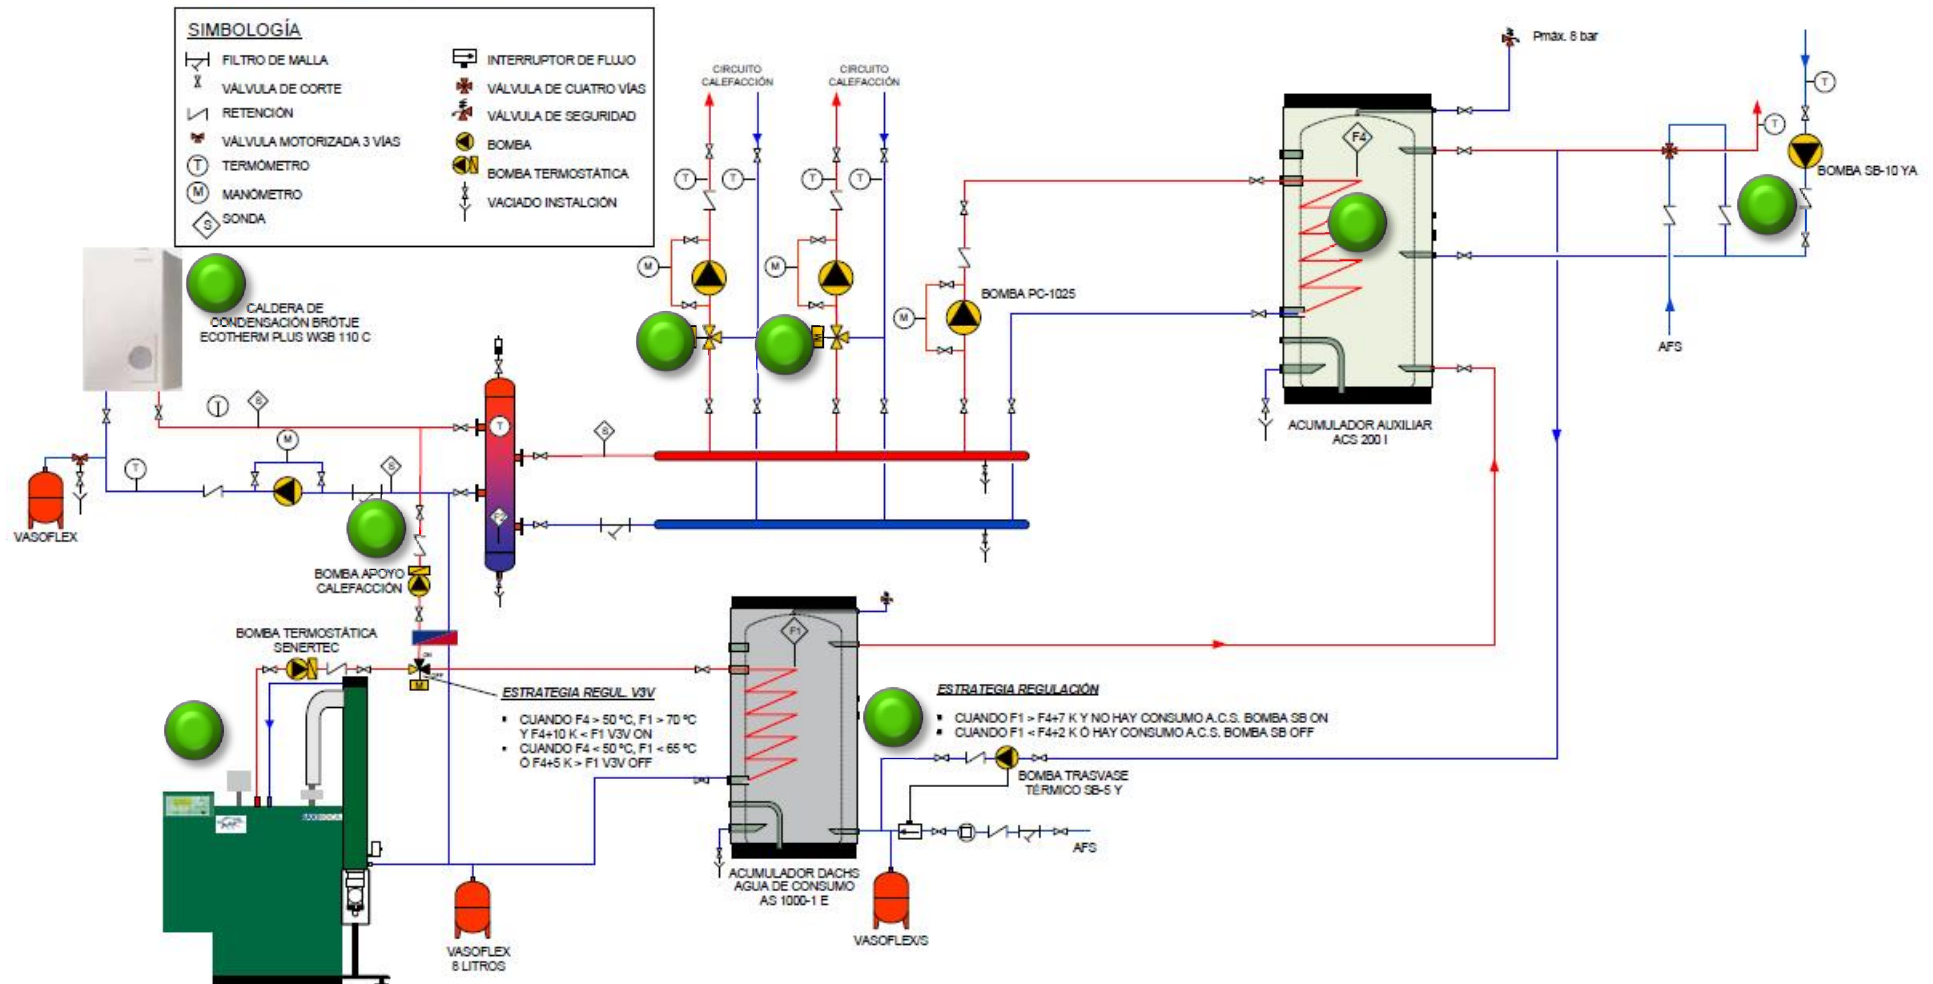 SIMBOLOGÍA
FILTRO DE MALLA
VÁLVULA DE CORTE
RETENCIÓN
VÁLVULA MOTORIZADA 3 VÍAS
T TERMÓMETRO
M MANÓMETRO
S SONDA
INTERRUPTOR DE FLUJO
VÁLVULA DE CUATRO VÍAS
VÁLVULA DE SEGURIDAD
BOMBA
BOMBA TERMOSTÁTICA
VACIADO INSTALCIÓN
CIRCUITO
CALEFACCIÓN
CIRCUITO
CALEFACCIÓN
Pmáx. 8 bar
T
T
F4
BOMBA SB-10 YA
T
T
T
T
M
M
BOMBA PC-1025
M
AFS
M
M
CALDERA DE
CONDENSACIÓN BRÖTJE
ECOTHERM PLUS WGB 110 C
T
S
T
S
M
T
S
ACUMULADOR AUXILIAR
ACS 200 l
VASOFLEX
BOMBA APOYO
CALEFACCIÓN
BOMBA TERMOSTÁTICA
SENERTEC
ON
OFF
M
F1
ESTRATEGIA REGUL. V3V
▪ CUANDO F4 > 50 ºC, F1 > 70 ºC
Y F4+10 K < F1 V3V ON
▪ CUANDO F4 < 50 ºC, F1 < 65 ºC
Ó F4+5 K > F1 V3V OFF
ESTRATEGIA REGULACIÓN
▪ CUANDO F1 > F4+7 K Y NO HAY CONSUMO A.C.S. BOMBA SB ON
▪ CUANDO F1 < F4+2 K Ó HAY CONSUMO A.C.S. BOMBA SB OFF
BOMBA TRASVASE
TÉRMICO SB-5 Y
AFS
ACUMULADOR DACHS
AGUA DE CONSUMO
AS 1000-1 E
VASOFLEX
8 LITROS
VASOFLEX/S